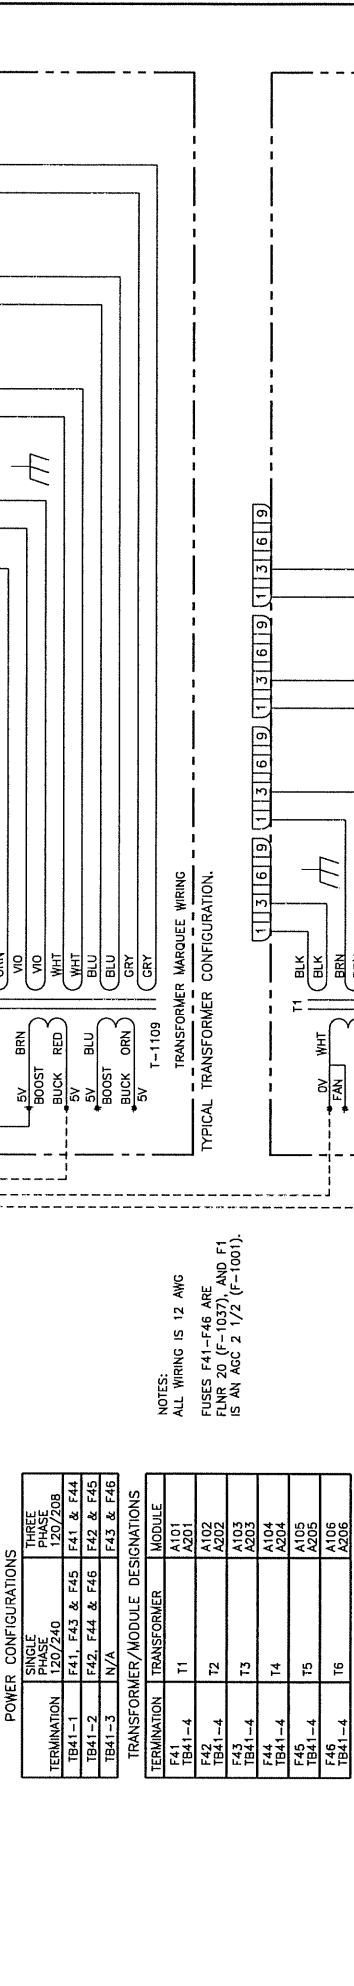 POWER CONFIGURATIONS
TERMINATION SINGLE PHASE 120/240 THREE PHASE 120/208
TB41-1 F41, F43 & F45 F41 & F44
TB41-2 F42, F44 & F46 F42 & F45
TB41-3 N/A F43 & F46
TRANSFORMER/MODULE DESIGNATIONS
TERMINATION TRANSFORMER MODULE
F41 TB41-4 T1 A101 A201
F42 TB41-4 T2 A102 A202
F43 TB41-4 T3 A103 A203
F44 TB41-4 T4 A104 A204
F45 TB41-4 T5 A105 A205
F46 TB41-4 T6 A106 A206
NOTES:
ALL WIRING IS 12 AWG
FUSES F41-F46 ARE
FLNR 20 (F-1037), AND F1
IS AN AGC 2 1/2 (F-1001).
5V BRN
BOOST
BUCK RED
5V
5V BLU
BOOST
BUCK ORN
5V
VIO
VIO
WHT
WHT
BLU
BLU
GRY
GRY
T-1109
TRANSFORMER MARQUEE WIRING
TYPICAL TRANSFORMER CONFIGURATION.
1 3 6 9
1 3 6 9
1 3 6 9
1 3 6 9
T1
BLK
BLK
BRN
0V WHT
FAN